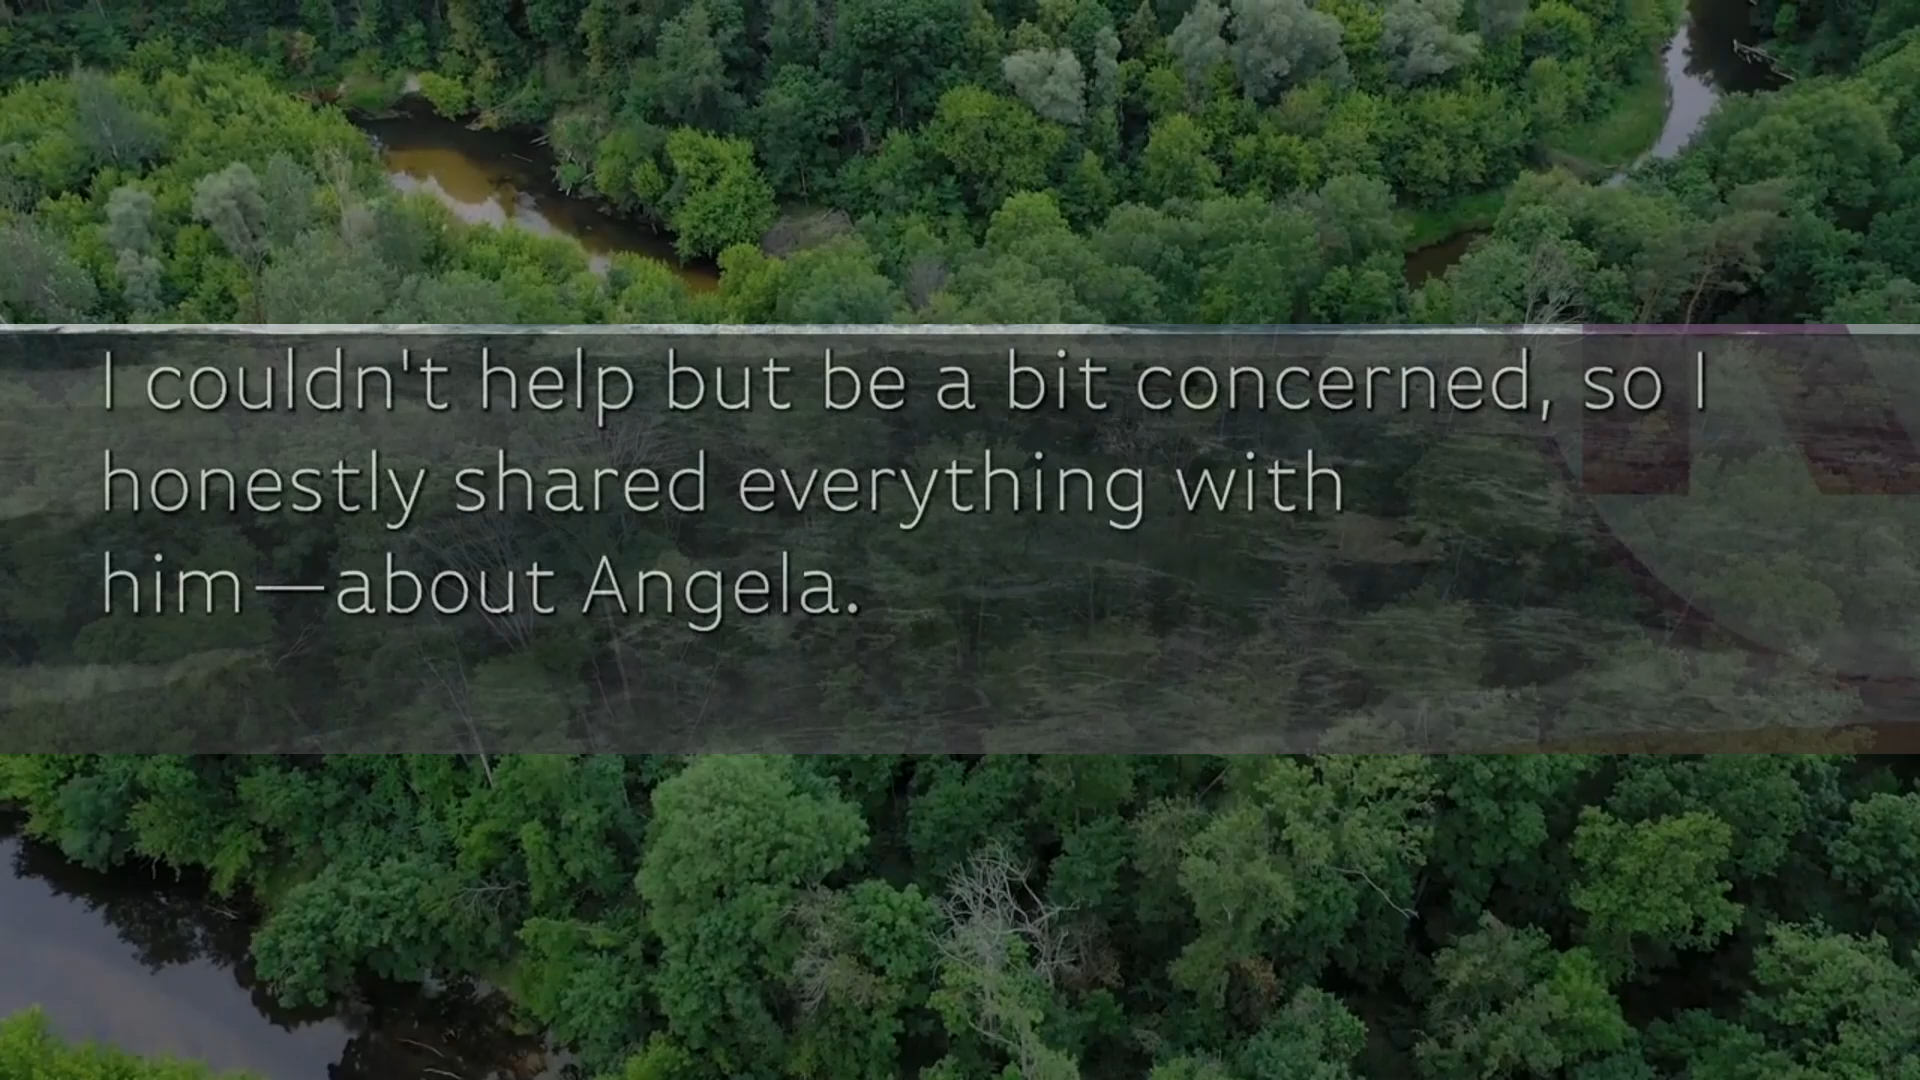 I couldn't help but be a bit concerned, so I
honestly shared everything with
him—about Angela.